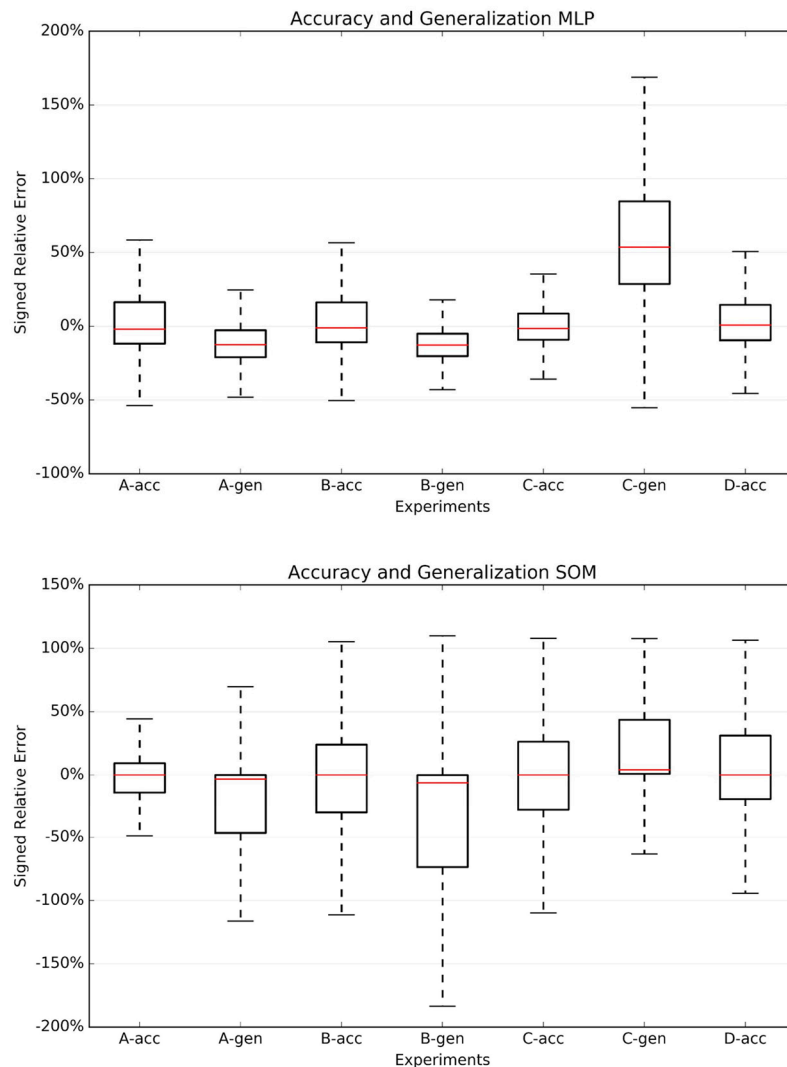 Accuracy and Generalization MLP
200%
150%
100%
50%
0%
-50%
-100%
Signed Relative Error
A-acc A-gen B-acc B-gen C-acc C-gen D-acc
Experiments
Accuracy and Generalization SOM
150%
100%
50%
0%
-50%
-100%
-150%
-200%
Signed Relative Error
A-acc A-gen B-acc B-gen C-acc C-gen D-acc
Experiments